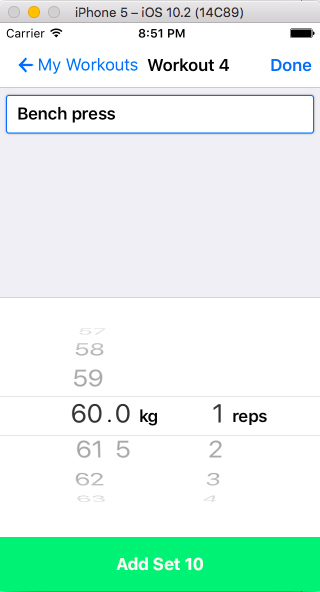 iPhone 5 – iOS 10.2 (14C89)
Carrier 8:51 PM
My Workouts Workout 4 Done
Bench press
57
58
59
60.0 kg 1 reps
61 5 2
62 3
63 4
Add Set 10